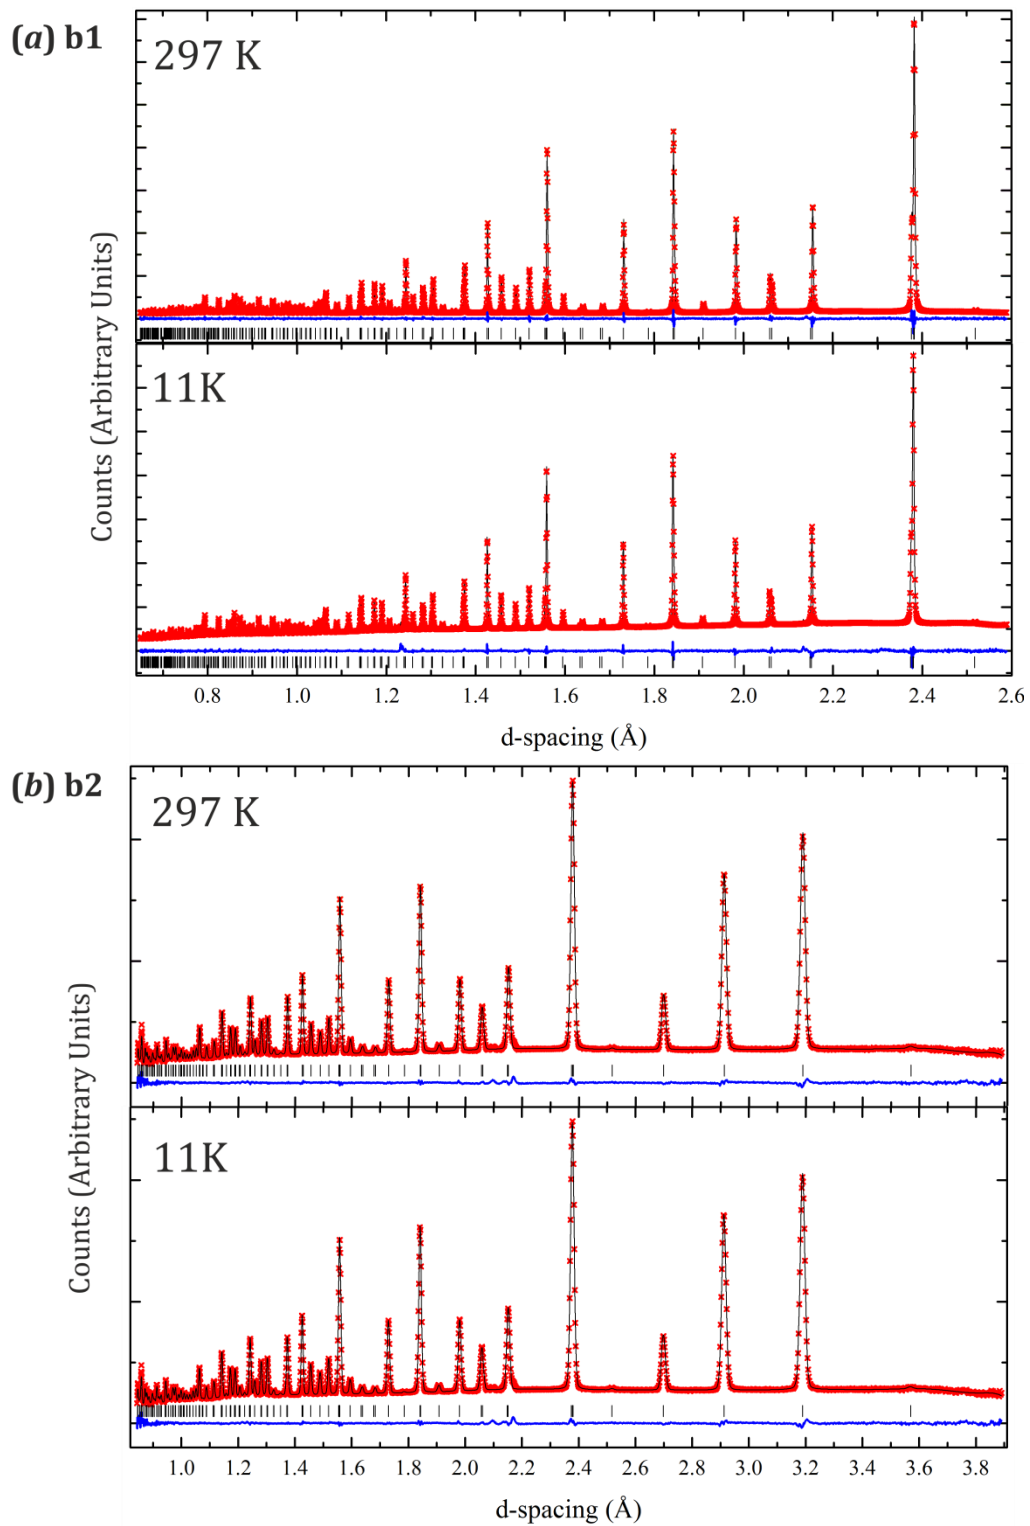 (a) b1
297 K
11K
Counts (Arbitrary Units)
0.8 1.0 1.2 1.4 1.6 1.8 2.0 2.2 2.4 2.6
d-spacing (Å)
(b) b2
297 K
11K
Counts (Arbitrary Units)
1.0 1.2 1.4 1.6 1.8 2.0 2.2 2.4 2.6 2.8 3.0 3.2 3.4 3.6 3.8
d-spacing (Å)